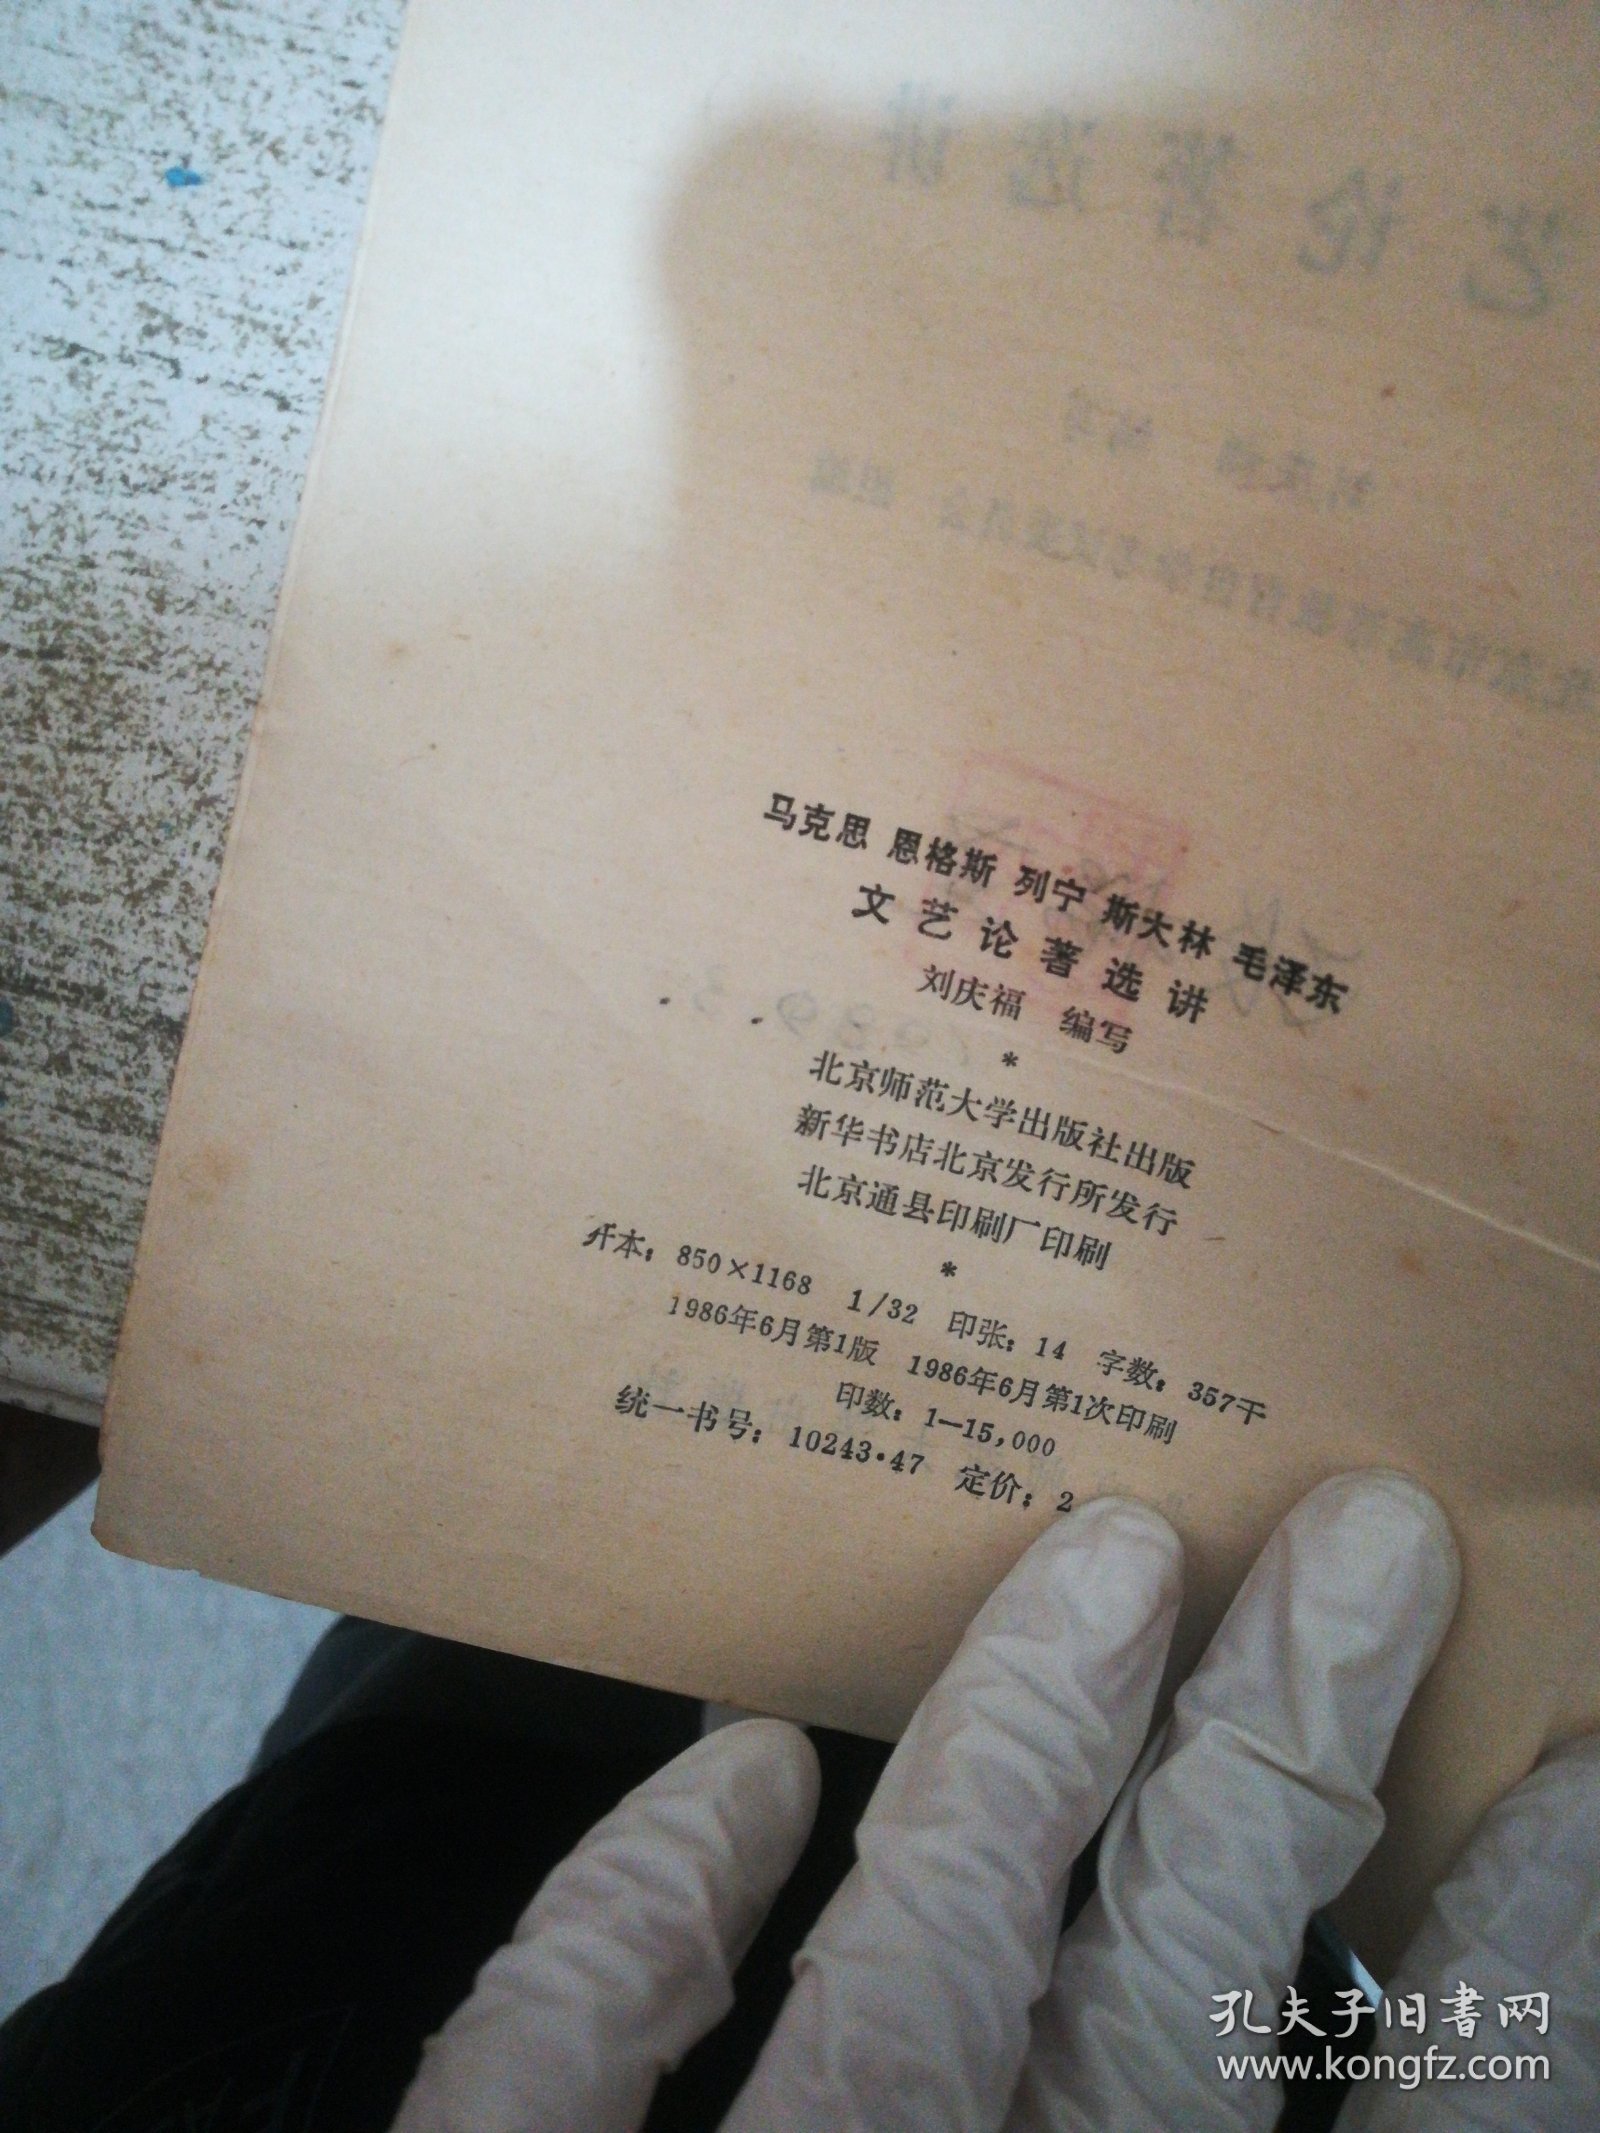 马克思 恩格斯 列宁 斯大林 毛泽东
文艺论著选讲
刘庆福 编写
*
北京师范大学出版社出版
新华书店北京发行所发行
北京通县印刷厂印刷
*
开本：850×1168 1/32 印张：14 字数：357千
1986年6月第1版 1986年6月第1次印刷
印数：1—15,000
统一书号：10243·47 定价：2
孔夫子旧书网
www.kongfz.com